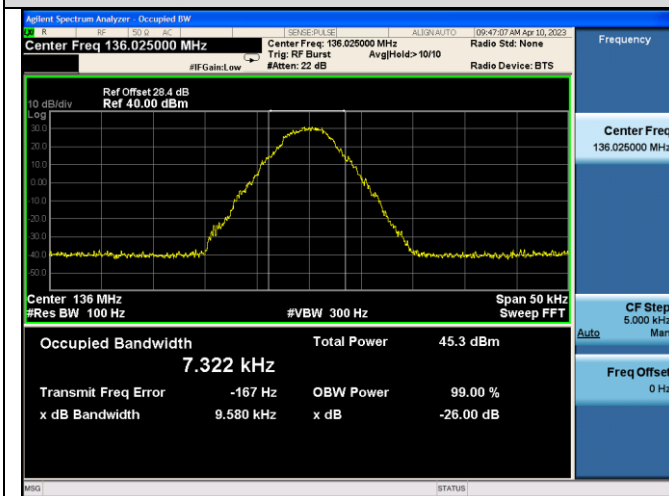 Agilent Spectrum Analyzer - Occupied BW
R RF 50 Ω AC SENSE:PULSE ALIGN AUTO 09:47:07 AM Apr 10, 2023
Center Freq 136.025000 MHz Center Freq: 136.025000 MHz Radio Std: None
Trig: RF Burst Avg|Hold:> 10/10
#IFGain:Low #Atten: 22 dB Radio Device: BTS
Frequency
Ref Offset 28.4 dB
10 dB/div Ref 40.00 dBm
Log
30.0
20.0
10.0
0.00
-10.0
-20.0
-30.0
-40.0
-50.0
Center Freq
136.025000 MHz
Center 136 MHz Span 50 kHz
#Res BW 100 Hz #VBW 300 Hz Sweep FFT
CF Step
5.000 kHz
Auto Man
Occupied Bandwidth Total Power 45.3 dBm
7.322 kHz
Transmit Freq Error -167 Hz OBW Power 99.00 %
x dB Bandwidth 9.580 kHz x dB -26.00 dB
Freq Offset
0 Hz
MSG STATUS